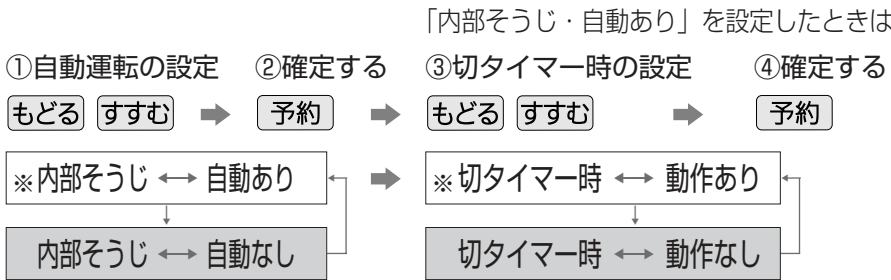 「内部そうじ・自動あり」を設定したときは
①自動運転の設定 ②確定する ③切タイマー時の設定 ④確定する
もどる すすむ 予約 もどる すすむ 予約
※内部そうじ ⟷ 自動あり ※切タイマー時 ⟷ 動作あり
内部そうじ ⟷ 自動なし 切タイマー時 ⟷ 動作なし